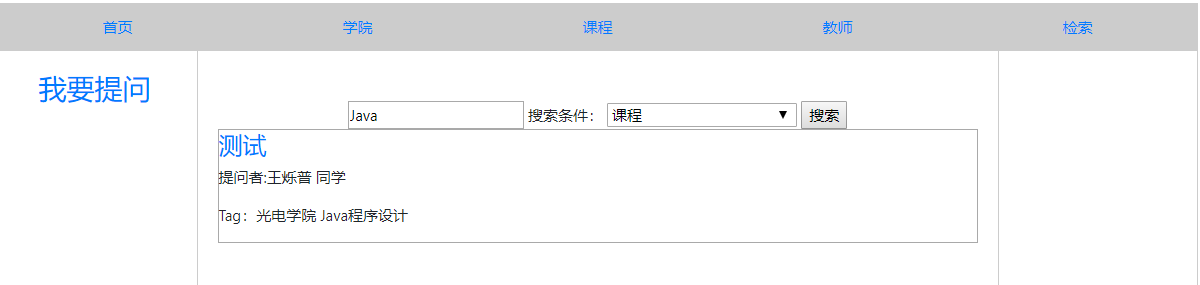 首页 学院 课程 教师 检索
我要提问
Java 搜索条件： 课程 搜索
测试
提问者:王烁普 同学
Tag：光电学院 Java程序设计